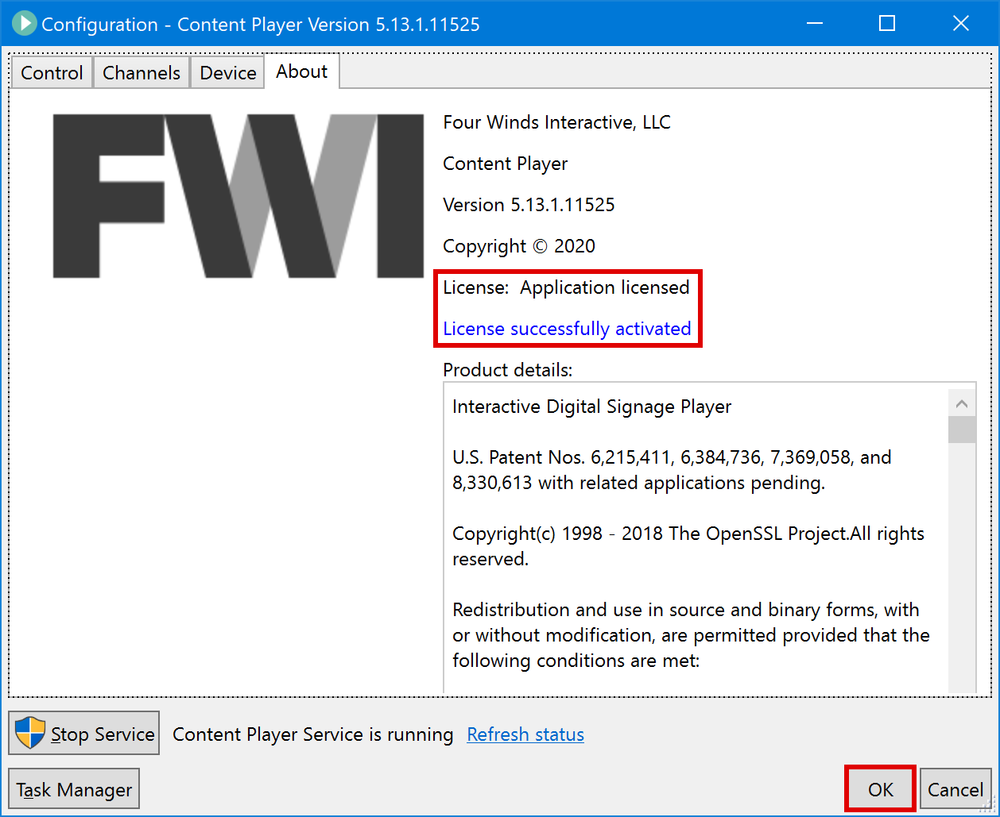 Configuration - Content Player Version 5.13.1.11525
Control Channels Device About
FWI
Four Winds Interactive, LLC
Content Player
Version 5.13.1.11525
Copyright © 2020
License: Application licensed
License successfully activated
Product details:
Interactive Digital Signage Player
U.S. Patent Nos. 6,215,411, 6,384,736, 7,369,058, and
8,330,613 with related applications pending.
Copyright(c) 1998 - 2018 The OpenSSL Project.All rights
reserved.
Redistribution and use in source and binary forms, with
or without modification, are permitted provided that the
following conditions are met:
Stop Service Content Player Service is running Refresh status
Task Manager OK Cancel